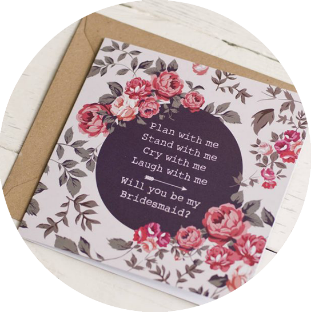 Plan with me
Stand with me
Cry with me
Laugh with me
Will you be my
Bridesmaid?